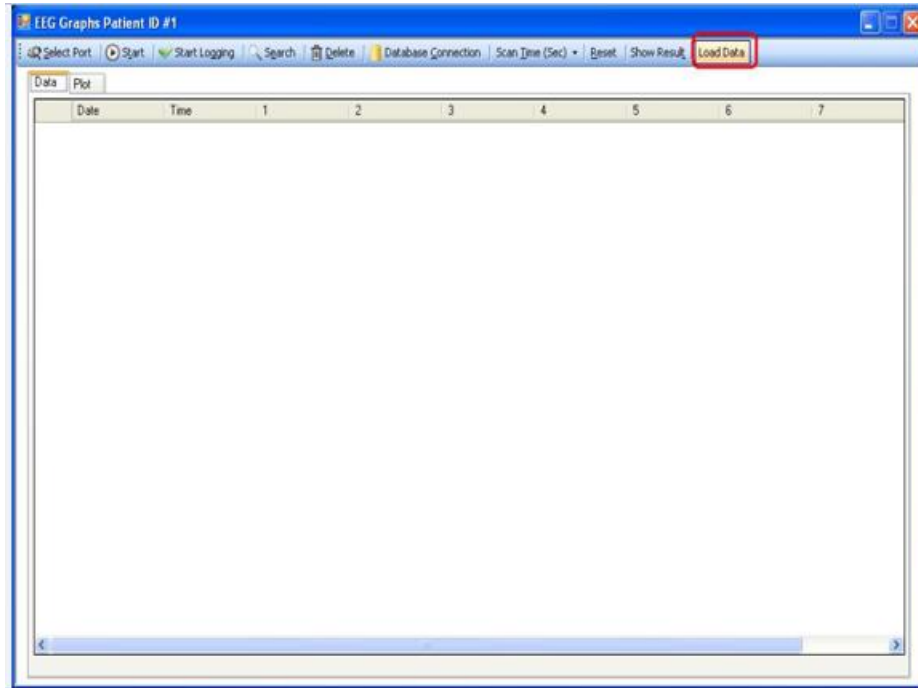 EEG Graphs Patient ID #1
Select Port Start Start Logging Search Delete Database Connection Scan Time (Sec) Reset Show Result Load Data
Data Plot
Date Time 1 2 3 4 5 6 7